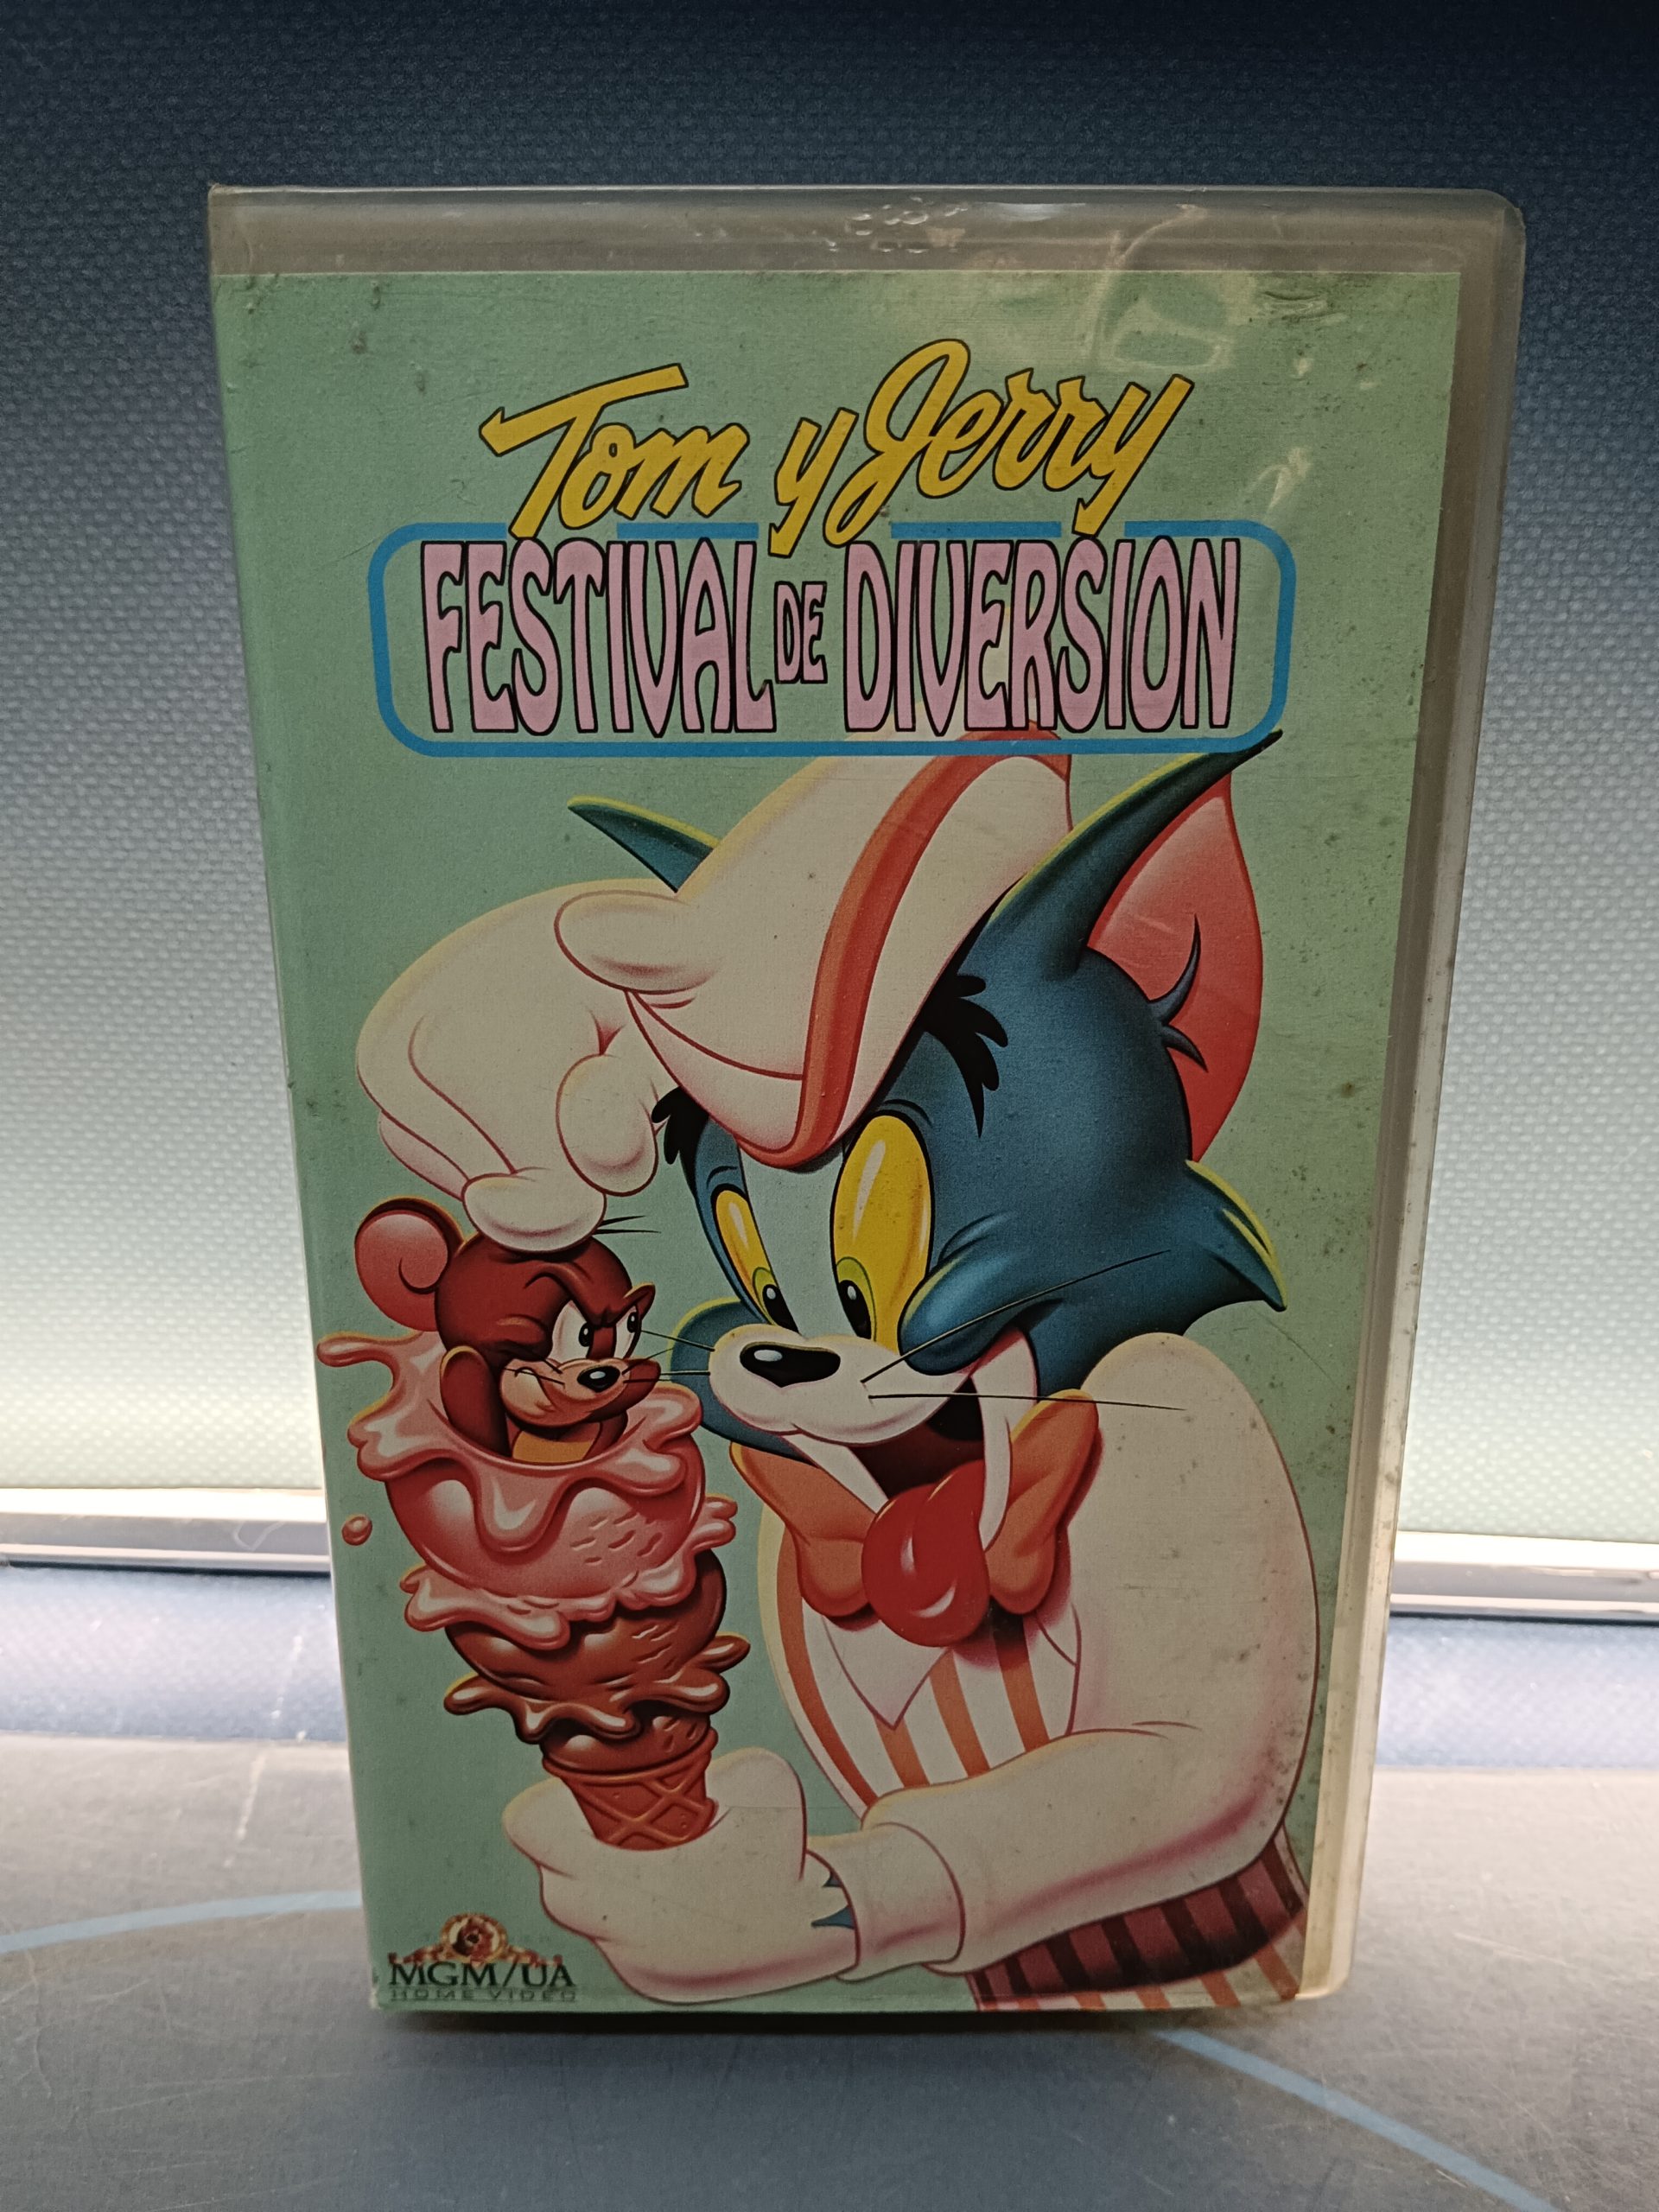 Tom y Jerry
FESTIVAL DE DIVERSION
MGM/UA
HOME VIDEO